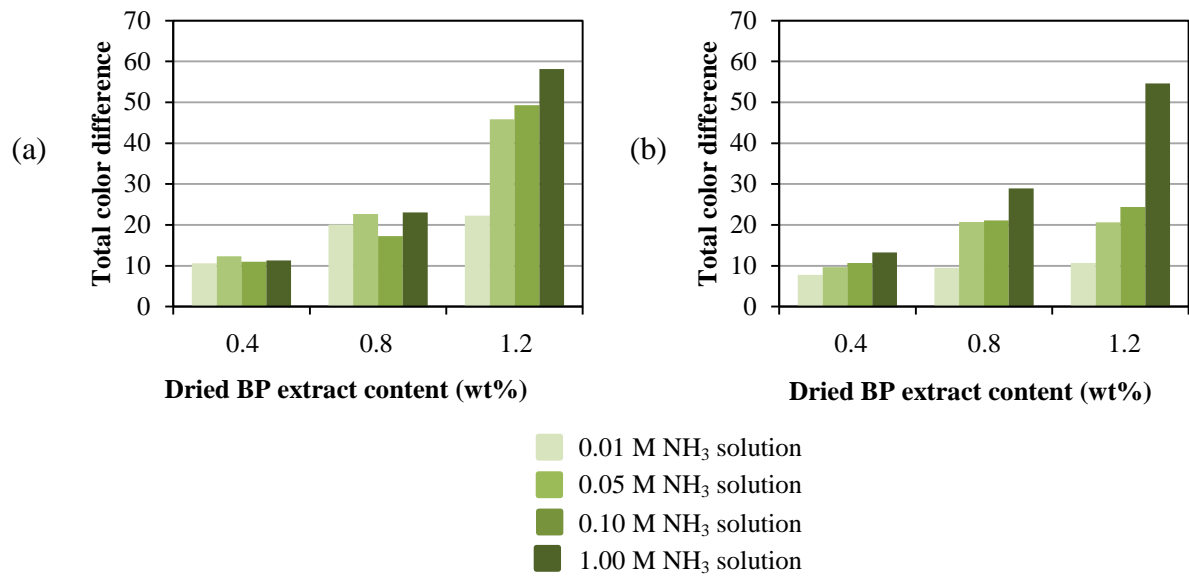 (a)
Total color difference
70
60
50
40
30
20
10
0
0.4 0.8 1.2
Dried BP extract content (wt%)
(b)
Total color difference
70
60
50
40
30
20
10
0
0.4 0.8 1.2
Dried BP extract content (wt%)
0.01 M NH₃ solution
0.05 M NH₃ solution
0.10 M NH₃ solution
1.00 M NH₃ solution